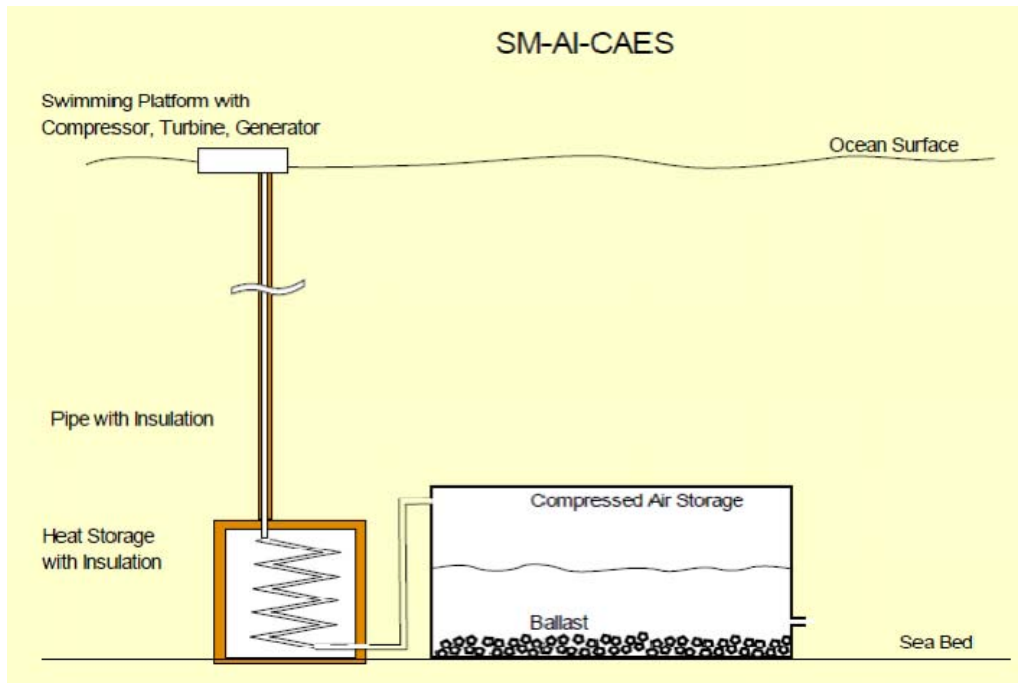 SM-AI-CAES
Swimming Platform with
Compressor, Turbine, Generator
Ocean Surface
Pipe with Insulation
Compressed Air Storage
Heat Storage
with Insulation
Ballast
Sea Bed